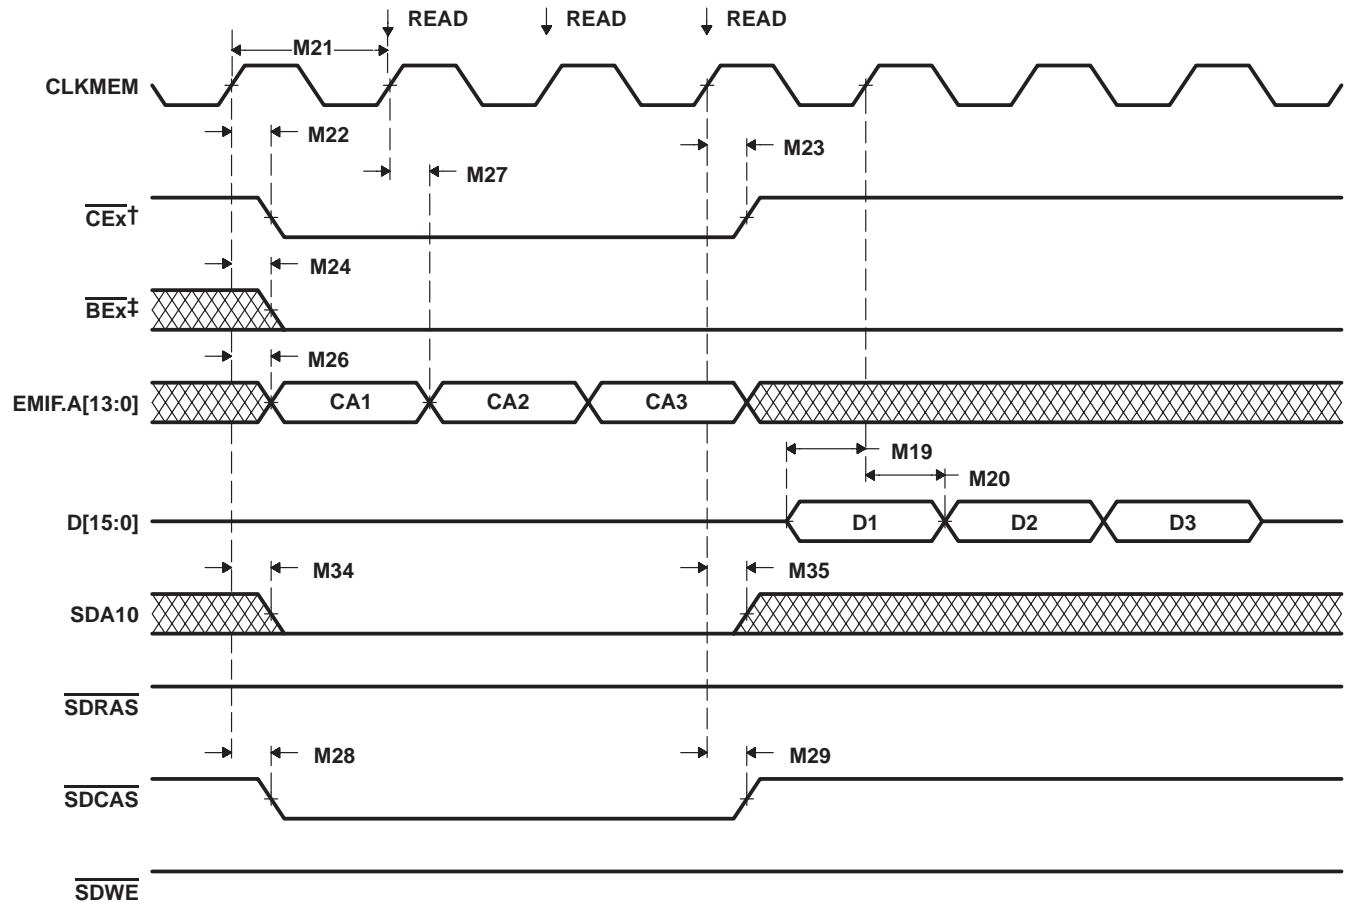 READ READ READ
M21
CLKMEM
M22 M23
M27
CEx†
M24
BEx‡
M26
EMIF.A[13:0] CA1 CA2 CA3
M19
M20
D[15:0] D1 D2 D3
M34 M35
SDA10
SDRAS
M28 M29
SDCAS
SDWE